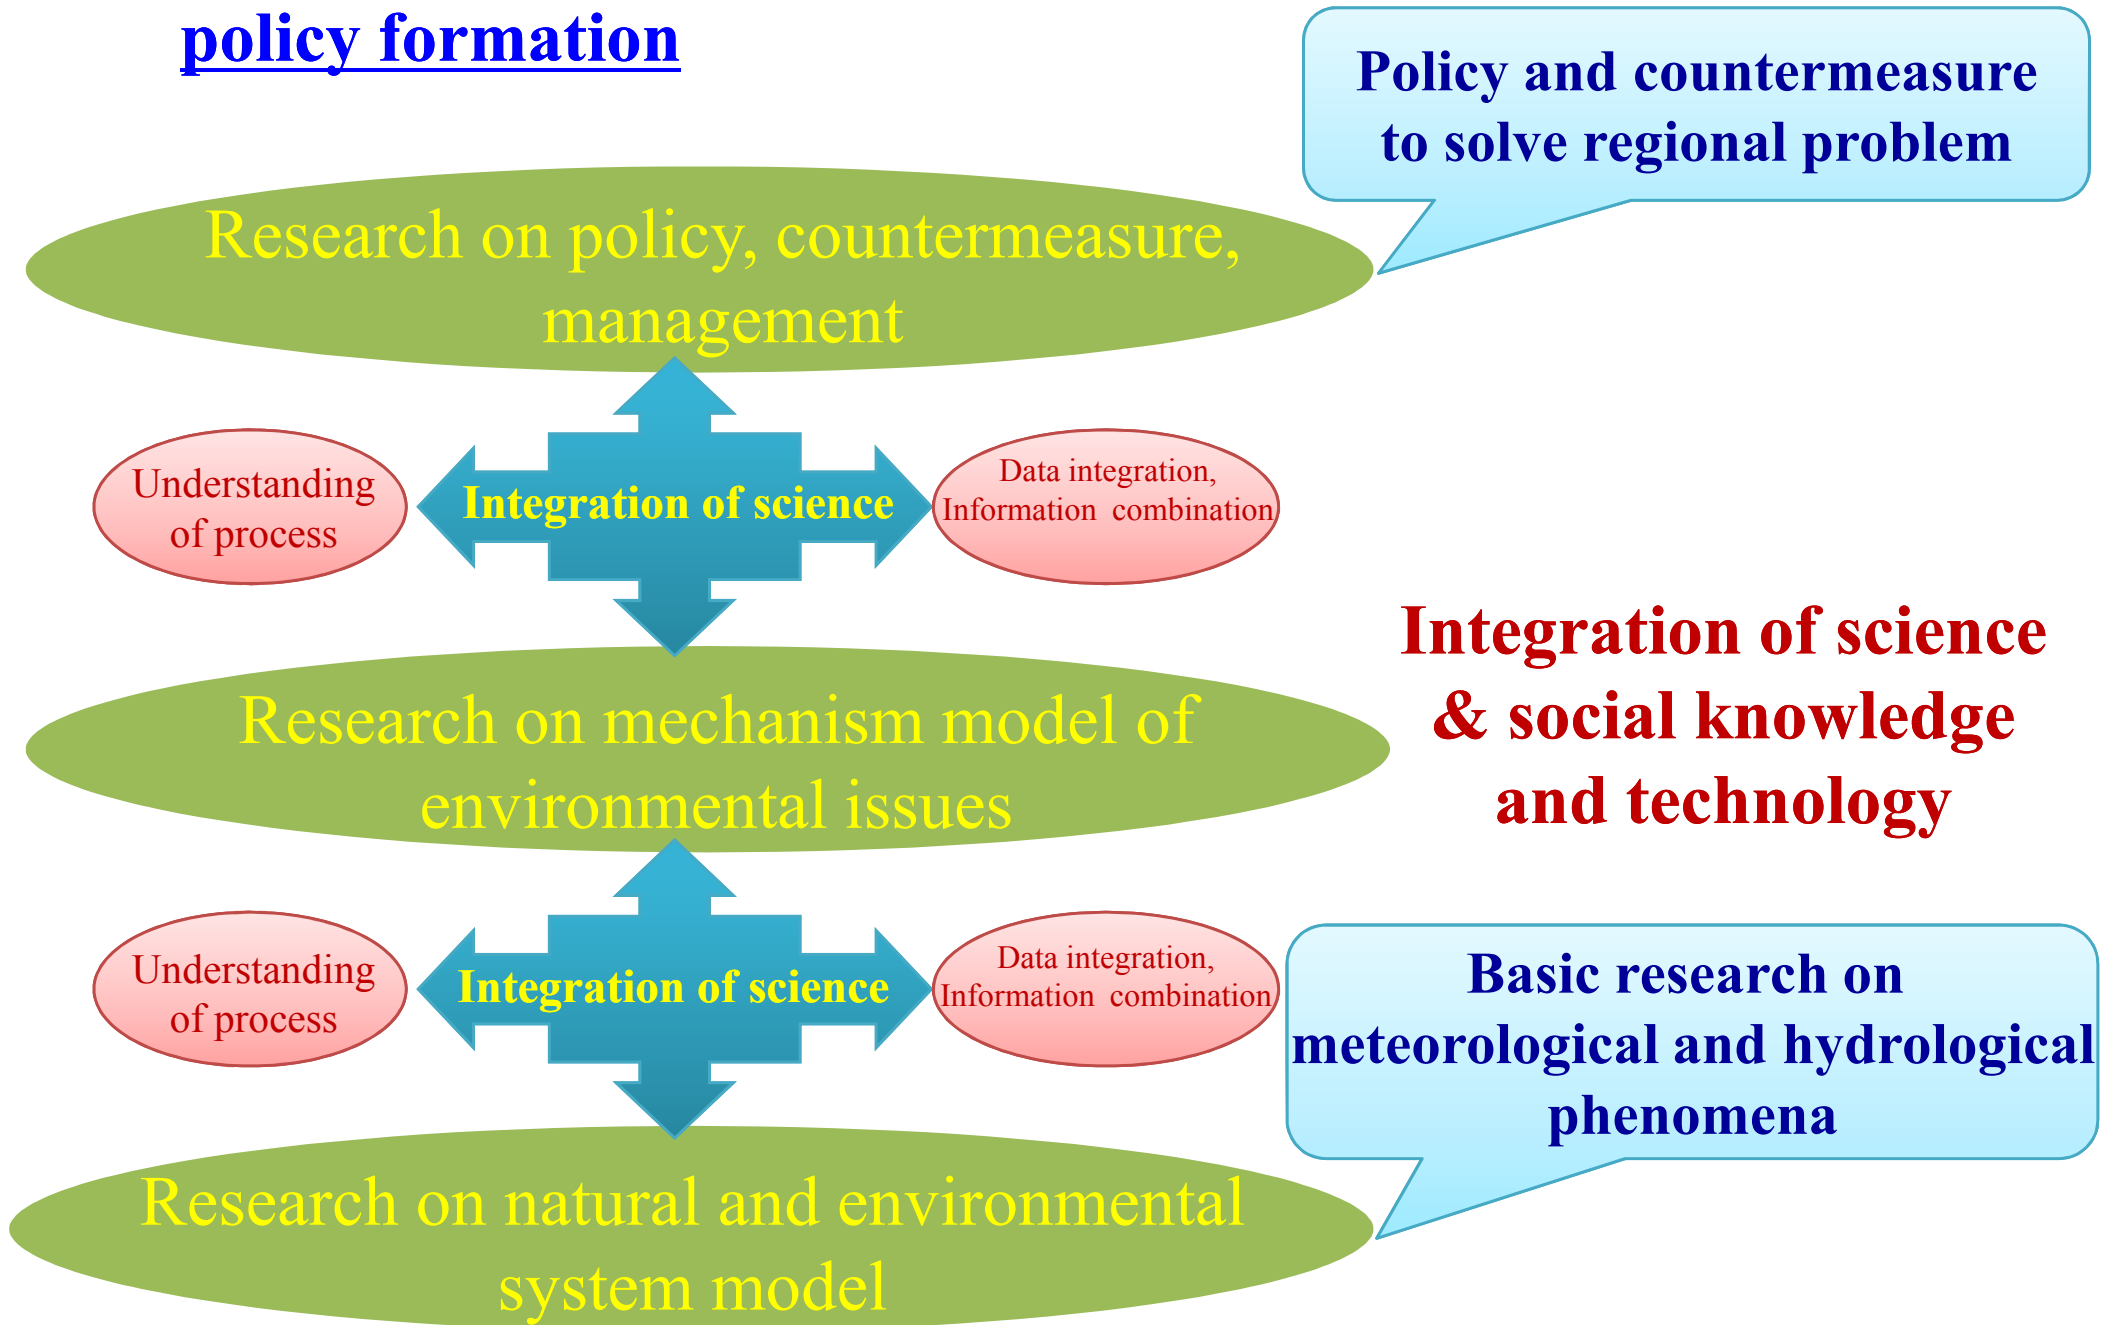 policy formation
Policy and countermeasure
to solve regional problem
Research on policy, countermeasure,
management
Understanding
of process
Integration of science
Data integration,
Information combination
Integration of science
& social knowledge
and technology
Research on mechanism model of
environmental issues
Understanding
of process
Integration of science
Data integration,
Information combination
Basic research on
meteorological and hydrological
phenomena
Research on natural and environmental
system model